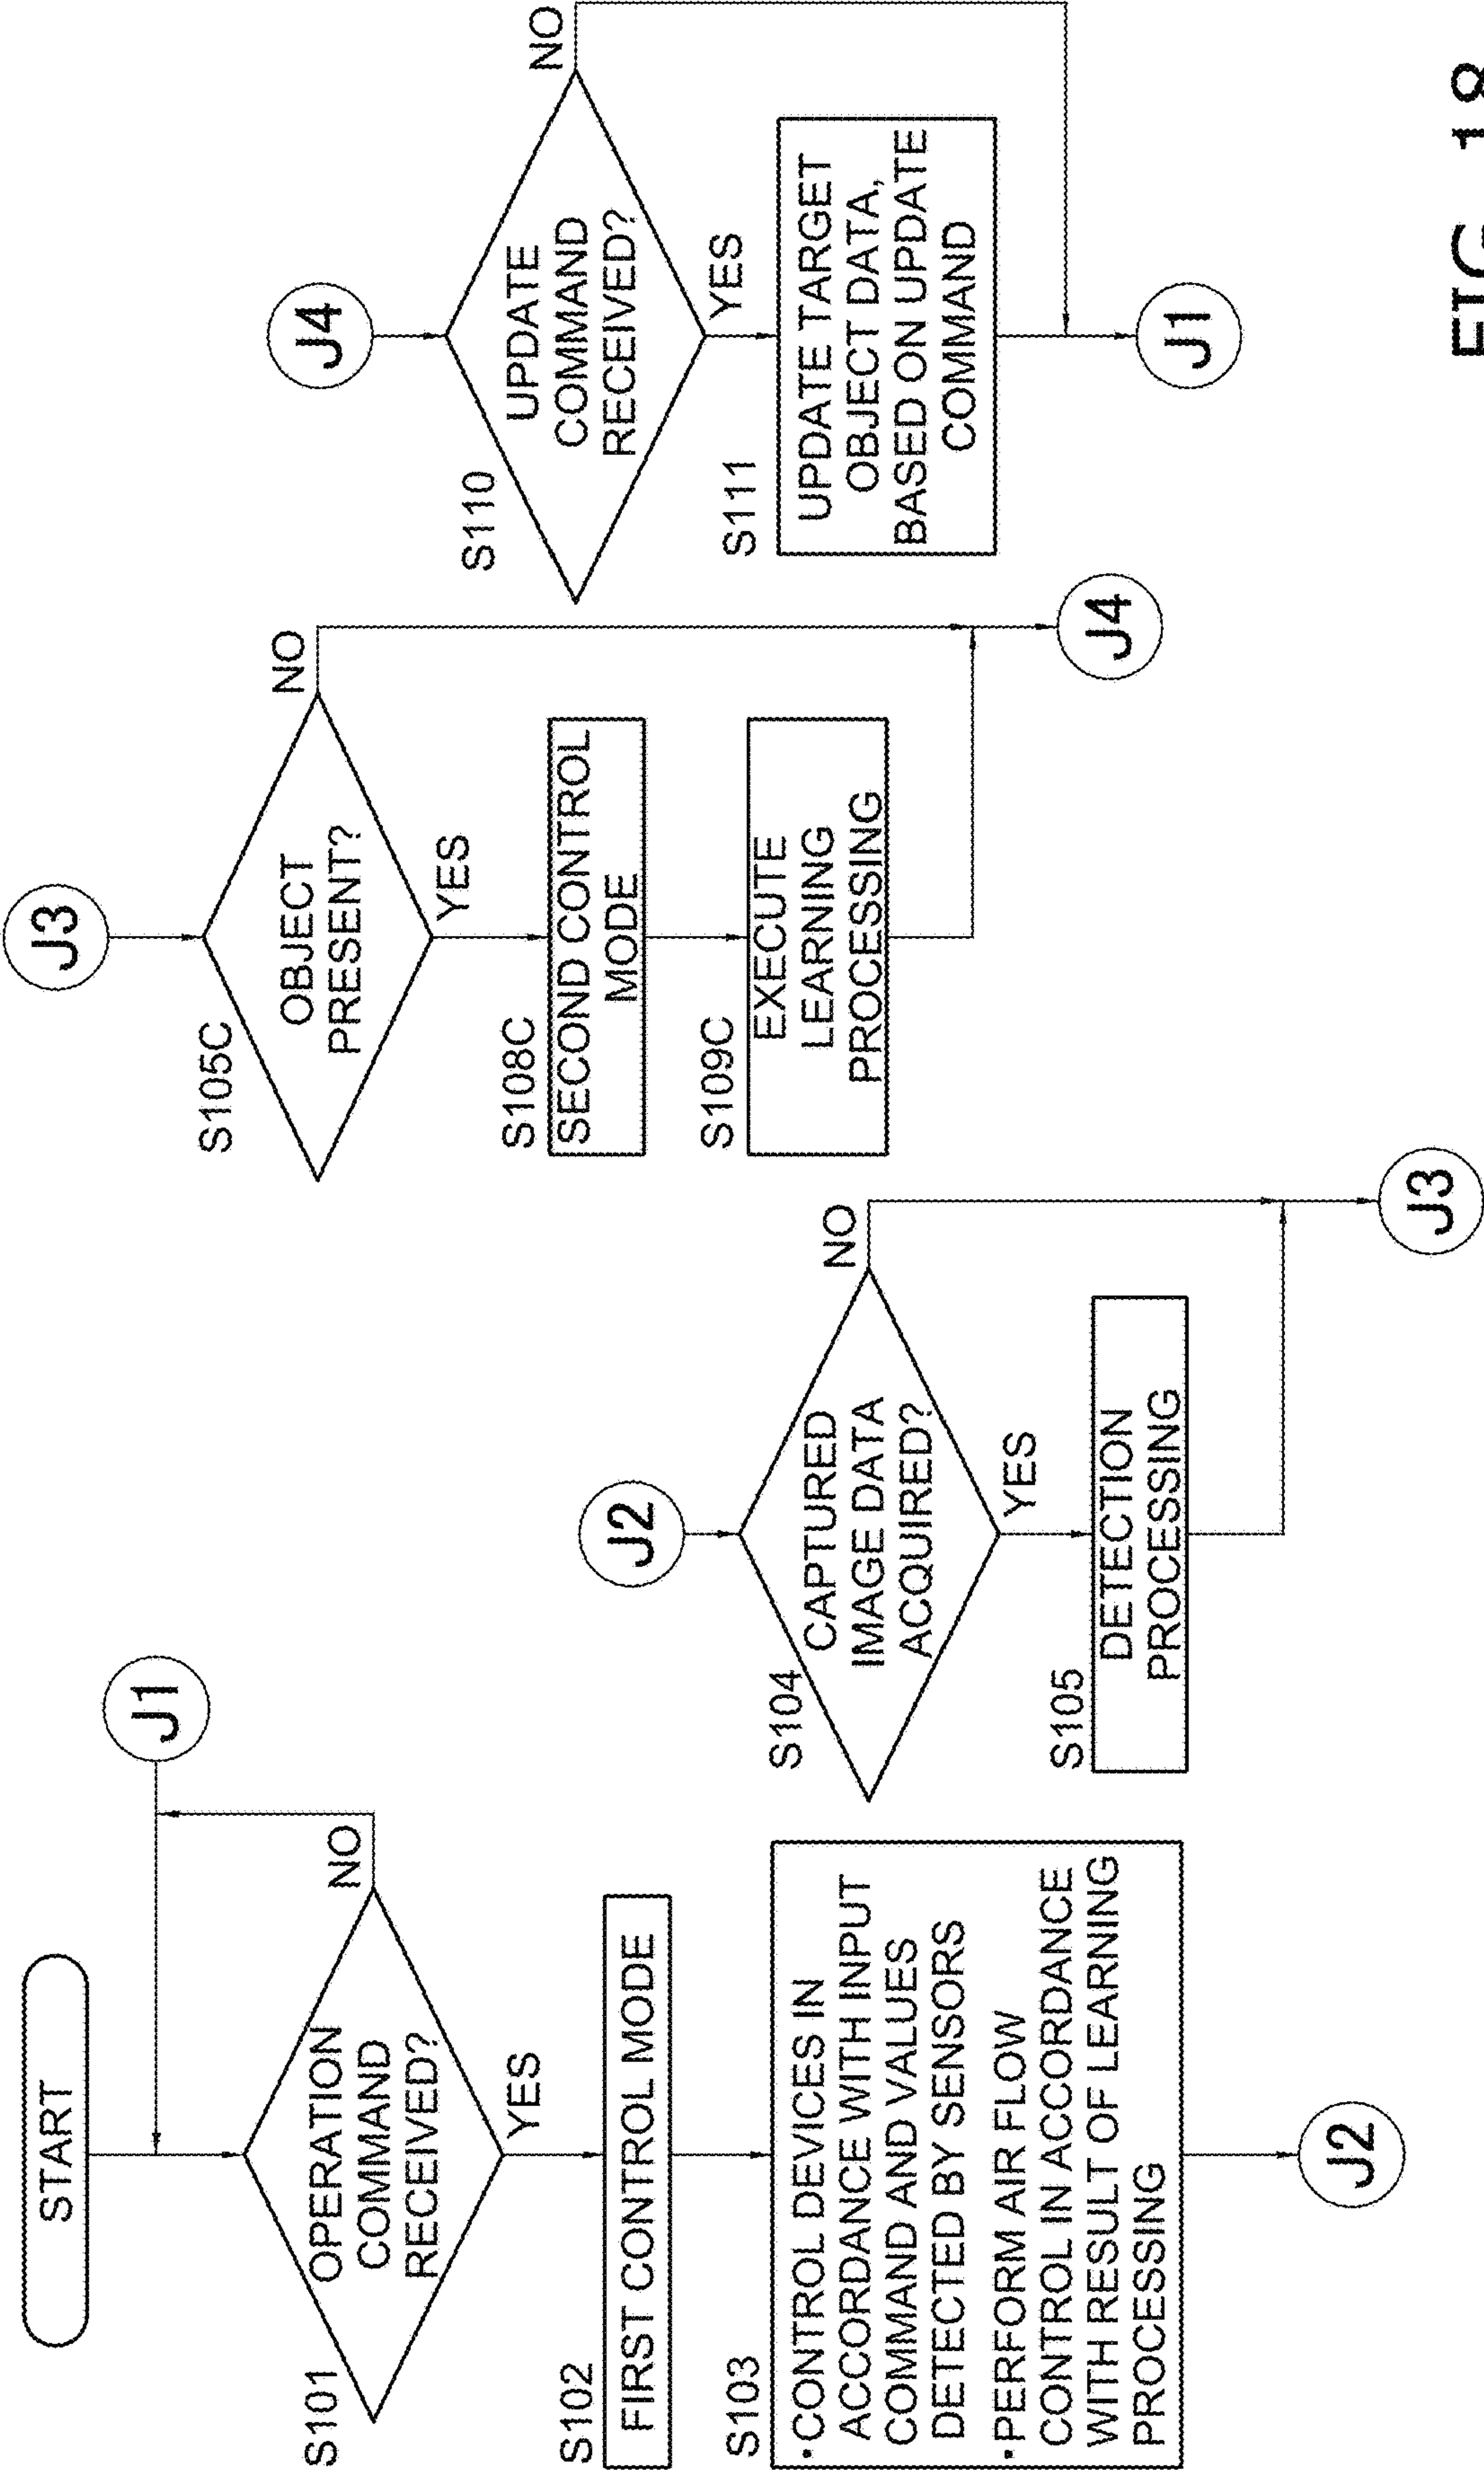 START
J1
S101
OPERATION
COMMAND
RECEIVED?
NO
YES
S102
FIRST CONTROL MODE
S103
・CONTROL DEVICES IN
ACCORDANCE WITH INPUT
COMMAND AND VALUES
DETECTED BY SENSORS
・PERFORM AIR FLOW
CONTROL IN ACCORDANCE
WITH RESULT OF LEARNING
PROCESSING
J2
J2
S104
CAPTURED
IMAGE DATA
ACQUIRED?
NO
YES
S105
DETECTION
PROCESSING
J3
J3
S105C
OBJECT
PRESENT?
NO
YES
S108C
SECOND CONTROL
MODE
S109C
EXECUTE
LEARNING
PROCESSING
J4
J4
S110
UPDATE
COMMAND
RECEIVED?
NO
YES
S111
UPDATE TARGET
OBJECT DATA,
BASED ON UPDATE
COMMAND
J1
FIG. 18